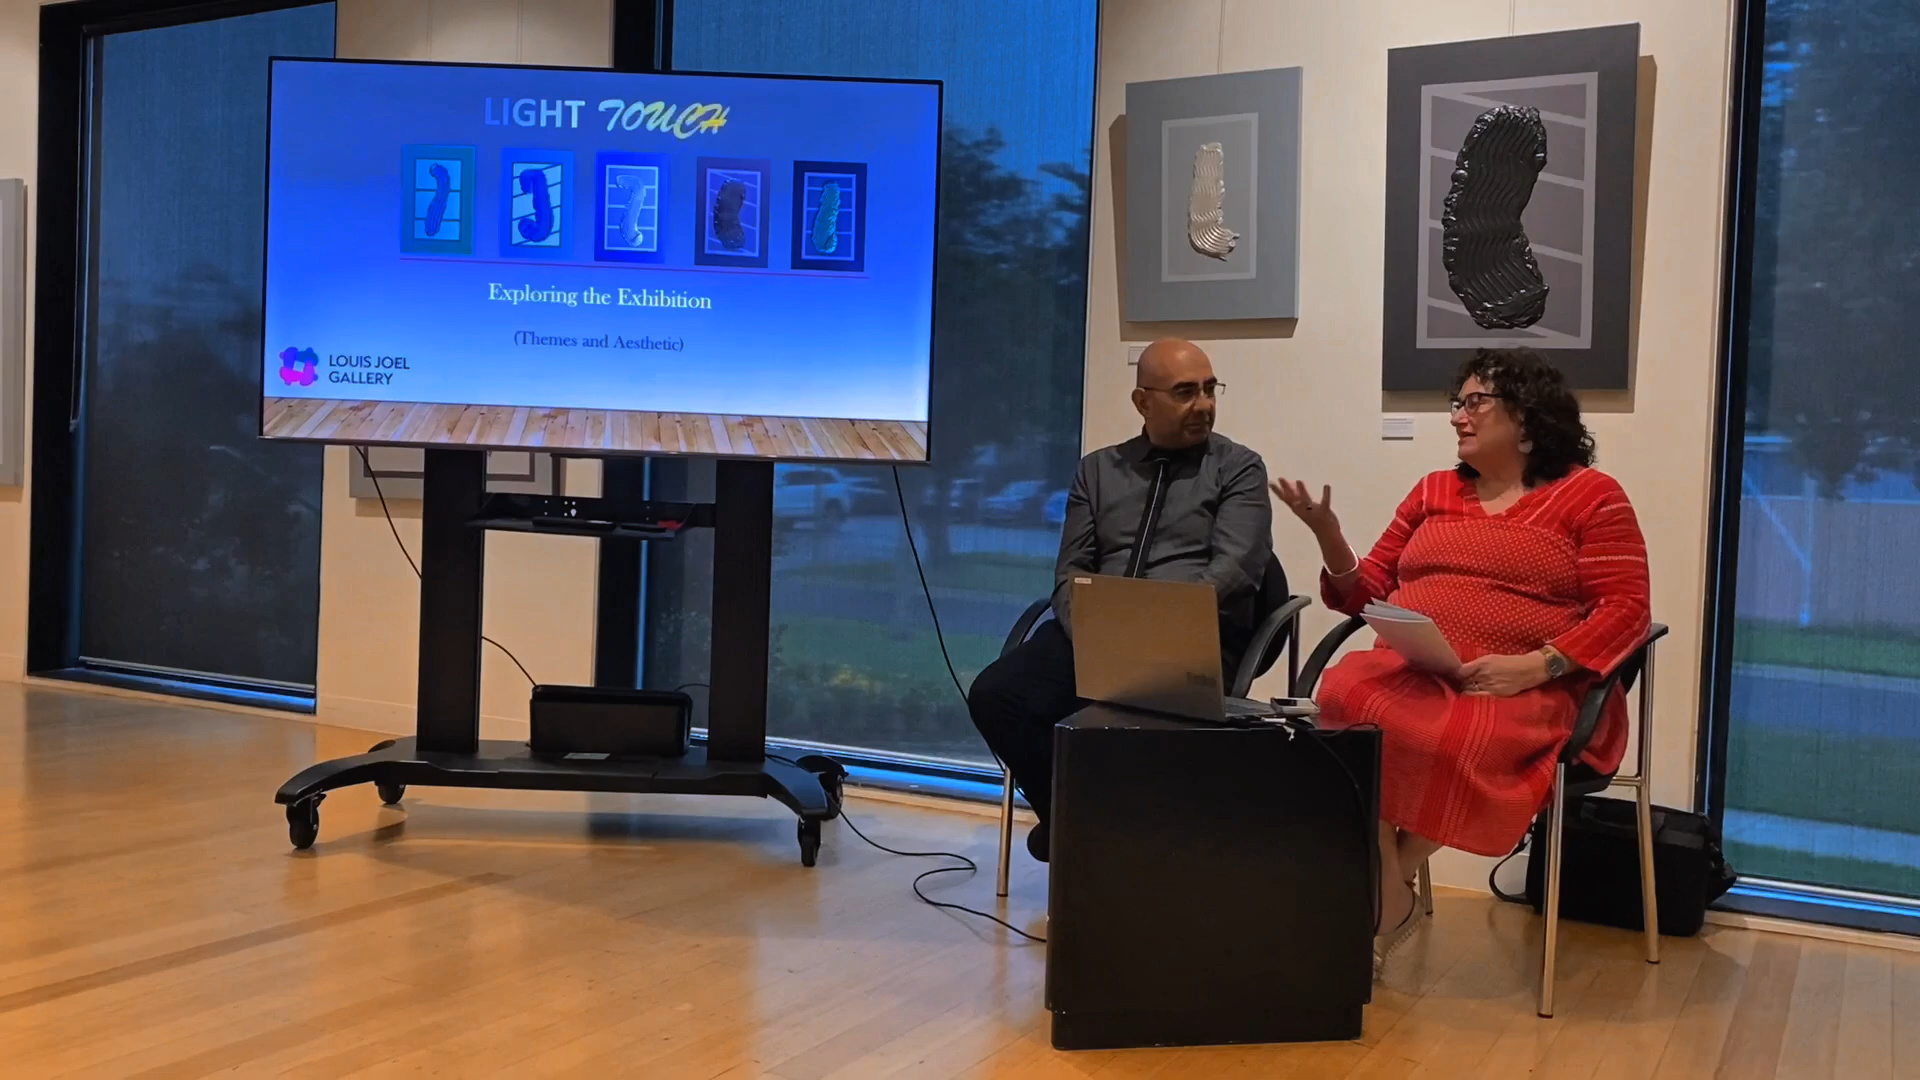 LIGHT TOUCH
Exploring the Exhibition
(Themes and Aesthetic)
LOUIS JOEL
GALLERY